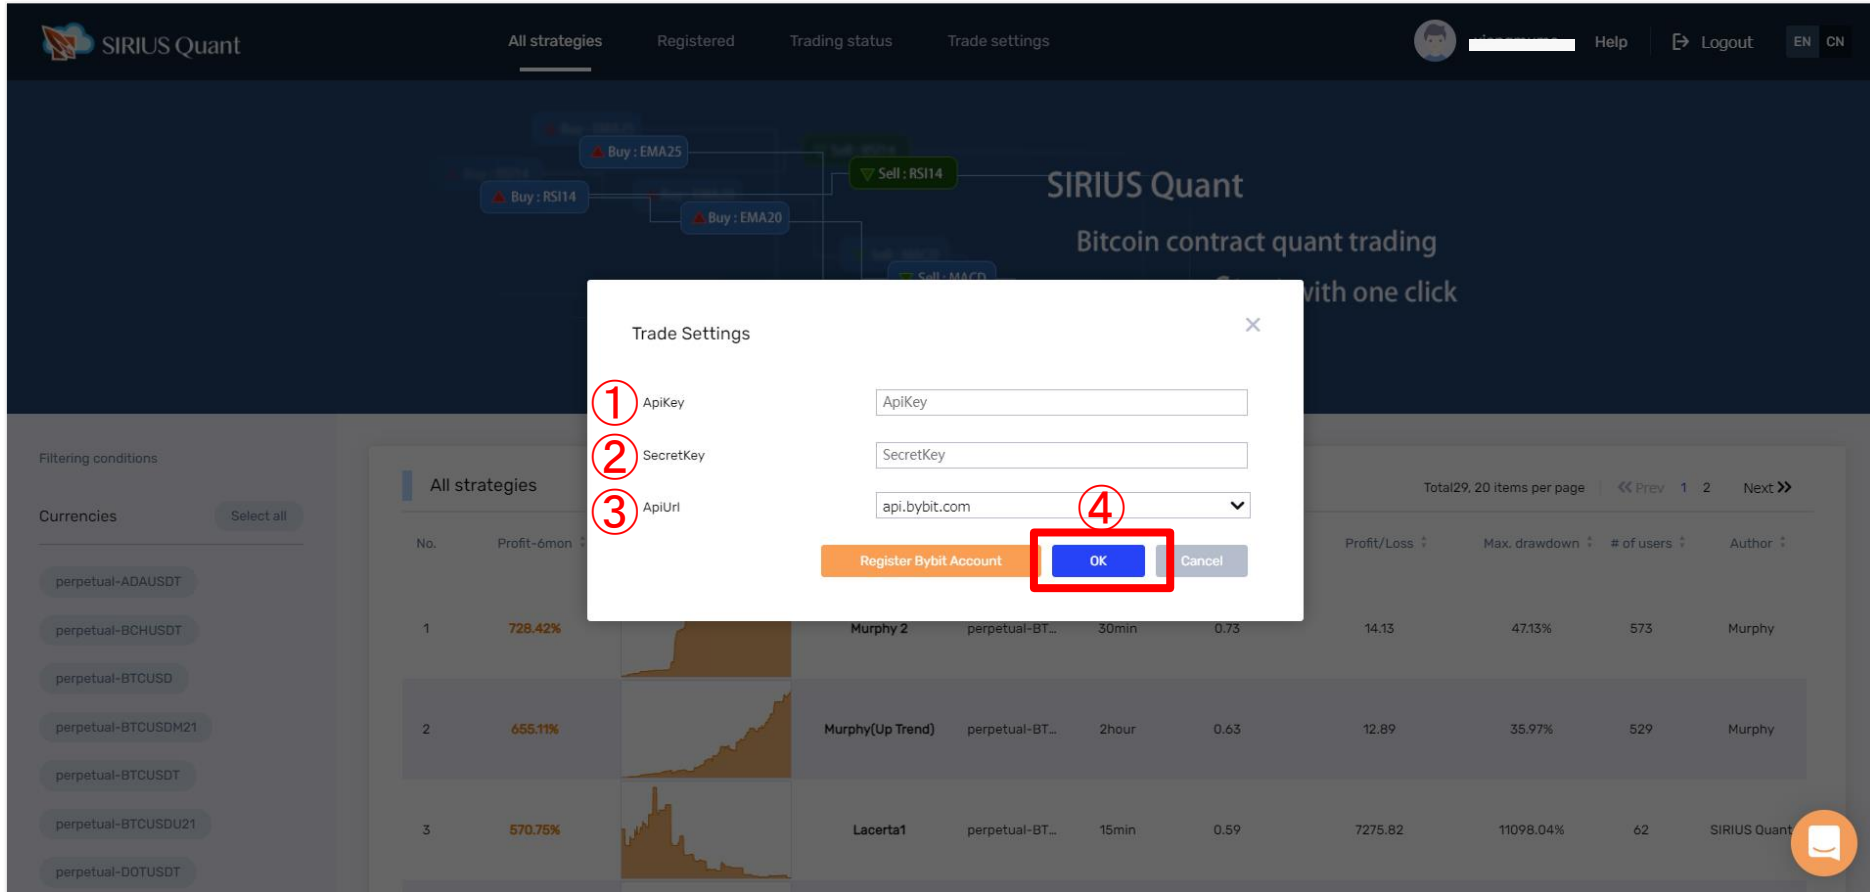 SIRIUS Quant
All strategies
Registered
Trading status
Trade settings
Help
Logout
EN CN
Buy : EMA25
Sell : RSI14
Buy : RSI14
Buy : EMA20
Sell : MACD
SIRIUS Quant
Bitcoin contract quant trading
with one click
Trade Settings
① ApiKey
ApiKey
② SecretKey
SecretKey
③ ApiUrl
api.bybit.com
④
Register Bybit Account
OK
Cancel
Filtering conditions
Currencies
Select all
perpetual-ADAUSDT
perpetual-BCHUSDT
perpetual-BTCUSD
perpetual-BTCUSDM21
perpetual-BTCUSDT
perpetual-BTCUSDU21
perpetual-DOTUSDT
All strategies
Total29, 20 items per page
Prev 1 2 Next
No. Profit-6mon Profit/Loss Max. drawdown # of users Author
1 728.42% Murphy 2 perpetual-BT... 30min 0.73 14.13 47.13% 573 Murphy
2 655.11% Murphy(Up Trend) perpetual-BT... 2hour 0.63 12.89 35.97% 529 Murphy
3 570.75% Lacerta1 perpetual-BT... 15min 0.59 7275.82 11098.04% 62 SIRIUS Quant